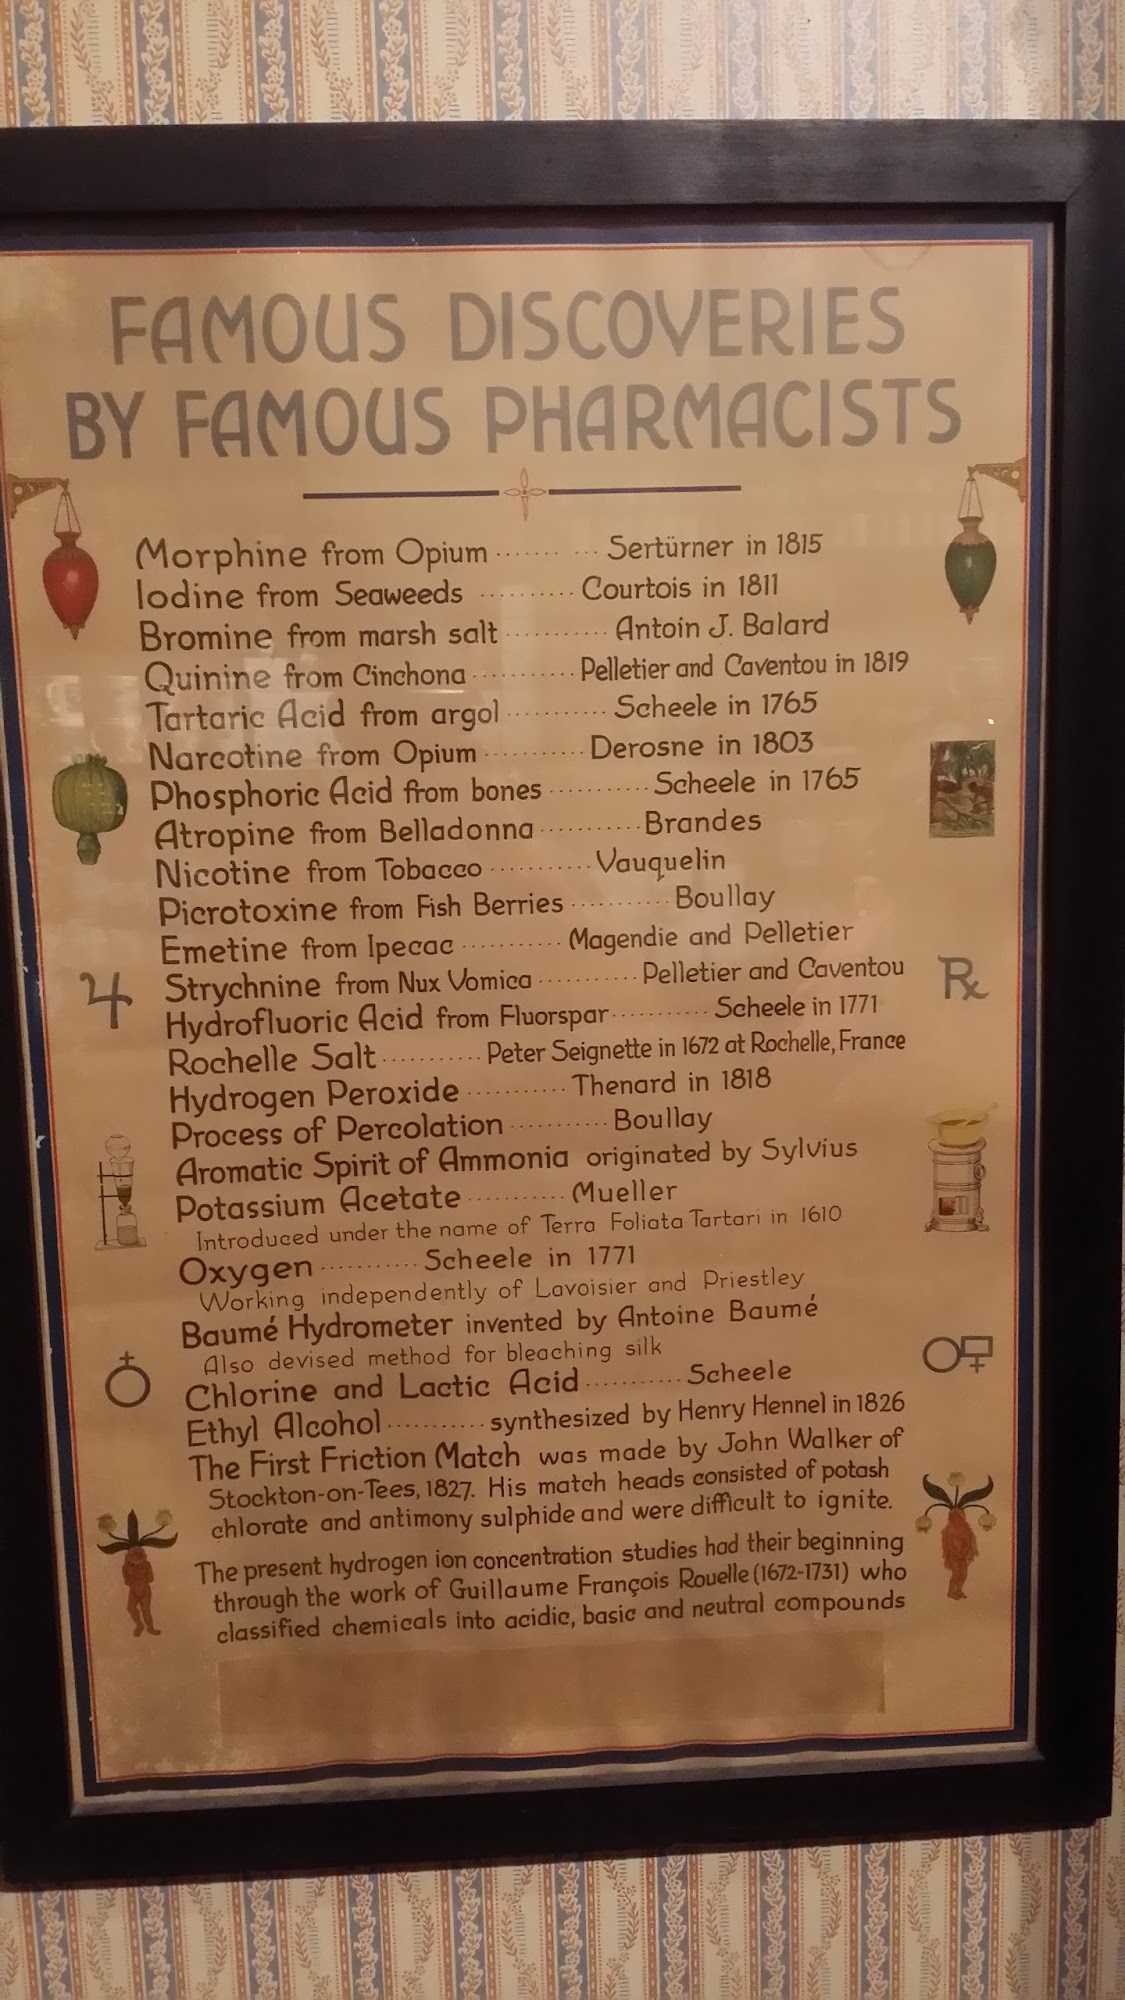 FAMOUS DISCOVERIES
BY FAMOUS PHARMACISTS
Morphine from Opium .......... Sertürner in 1815
Iodine from Seaweeds .......... Courtois in 1811
Bromine from marsh salt .......... Antoin J. Balard
Quinine from Cinchona .......... Pelletier and Caventou in 1819
Tartaric Acid from argol .......... Scheele in 1765
Narcotine from Opium .......... Derosne in 1803
Phosphoric Acid from bones .......... Scheele in 1765
Atropine from Belladonna .......... Brandes
Nicotine from Tobacco .......... Vauquelin
Picrotoxine from Fish Berries .......... Boullay
Emetine from Ipecac .......... Magendie and Pelletier
Strychnine from Nux Vomica .......... Pelletier and Caventou
℞
Hydrofluoric Acid from Fluorspar .......... Scheele in 1771
Rochelle Salt .......... Peter Seignette in 1672 at Rochelle, France
Hydrogen Peroxide .......... Thenard in 1818
Process of Percolation .......... Boullay
Aromatic Spirit of Ammonia originated by Sylvius
Potassium Acetate .......... Mueller
Introduced under the name of Terra Foliata Tartari in 1610
Oxygen .......... Scheele in 1771
Working independently of Lavoisier and Priestley
Baumé Hydrometer invented by Antoine Baumé
Also devised method for bleaching silk
Chlorine and Lactic Acid .......... Scheele
Ethyl Alcohol .......... synthesized by Henry Hennel in 1826
The First Friction Match was made by John Walker of
Stockton-on-Tees, 1827. His match heads consisted of potash
chlorate and antimony sulphide and were difficult to ignite.
The present hydrogen ion concentration studies had their beginning
through the work of Guillaume François Rouelle (1672-1731) who
classified chemicals into acidic, basic and neutral compounds